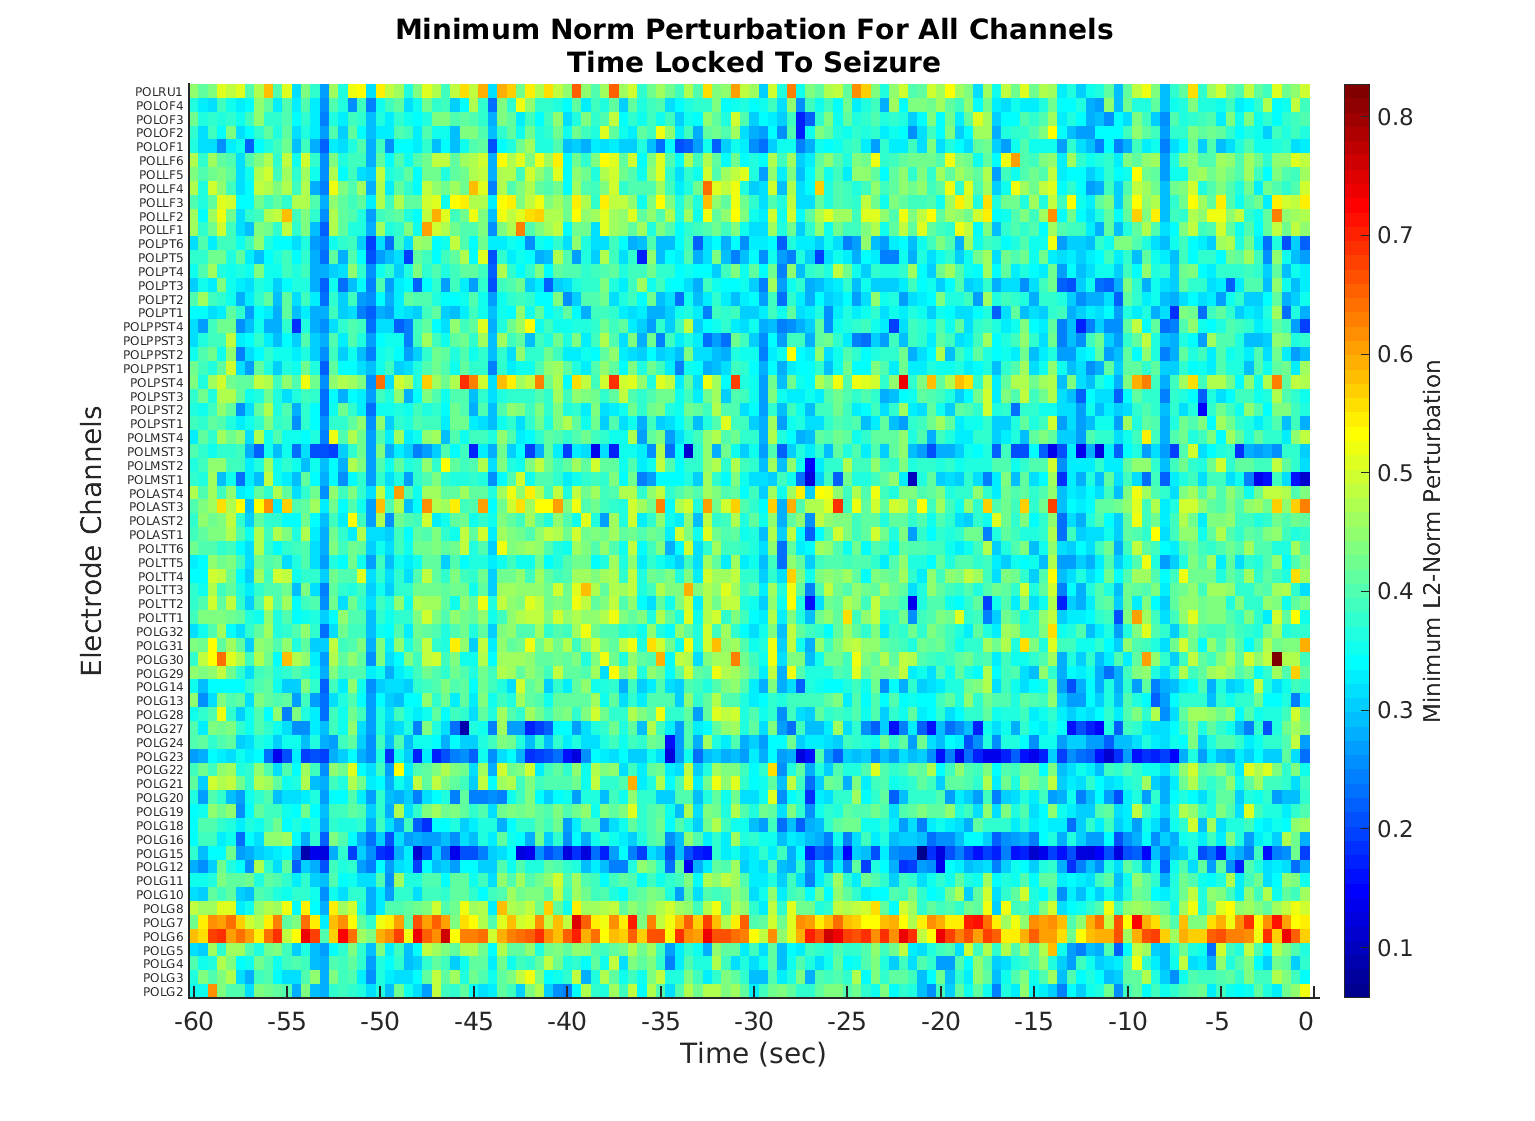 Minimum Norm Perturbation For All Channels
Time Locked To Seizure
Electrode Channels
POLRU1
POLOF4
POLOF3
POLOF2
POLOF1
POLLF6
POLLF5
POLLF4
POLLF3
POLLF2
POLLF1
POLPT6
POLPT5
POLPT4
POLPT3
POLPT2
POLPT1
POLPPST4
POLPPST3
POLPPST2
POLPPST1
POLPST4
POLPST3
POLPST2
POLPST1
POLMST4
POLMST3
POLMST2
POLMST1
POLAST4
POLAST3
POLAST2
POLAST1
POLTT6
POLTT5
POLTT4
POLTT3
POLTT2
POLTT1
POLG32
POLG31
POLG30
POLG29
POLG14
POLG13
POLG28
POLG27
POLG24
POLG23
POLG22
POLG21
POLG20
POLG19
POLG18
POLG16
POLG15
POLG12
POLG11
POLG10
POLG8
POLG7
POLG6
POLG5
POLG4
POLG3
POLG2
-60 -55 -50 -45 -40 -35 -30 -25 -20 -15 -10 -5 0
Time (sec)
0.8
0.7
0.6
0.5
0.4
0.3
0.2
0.1
Minimum L2-Norm Perturbation